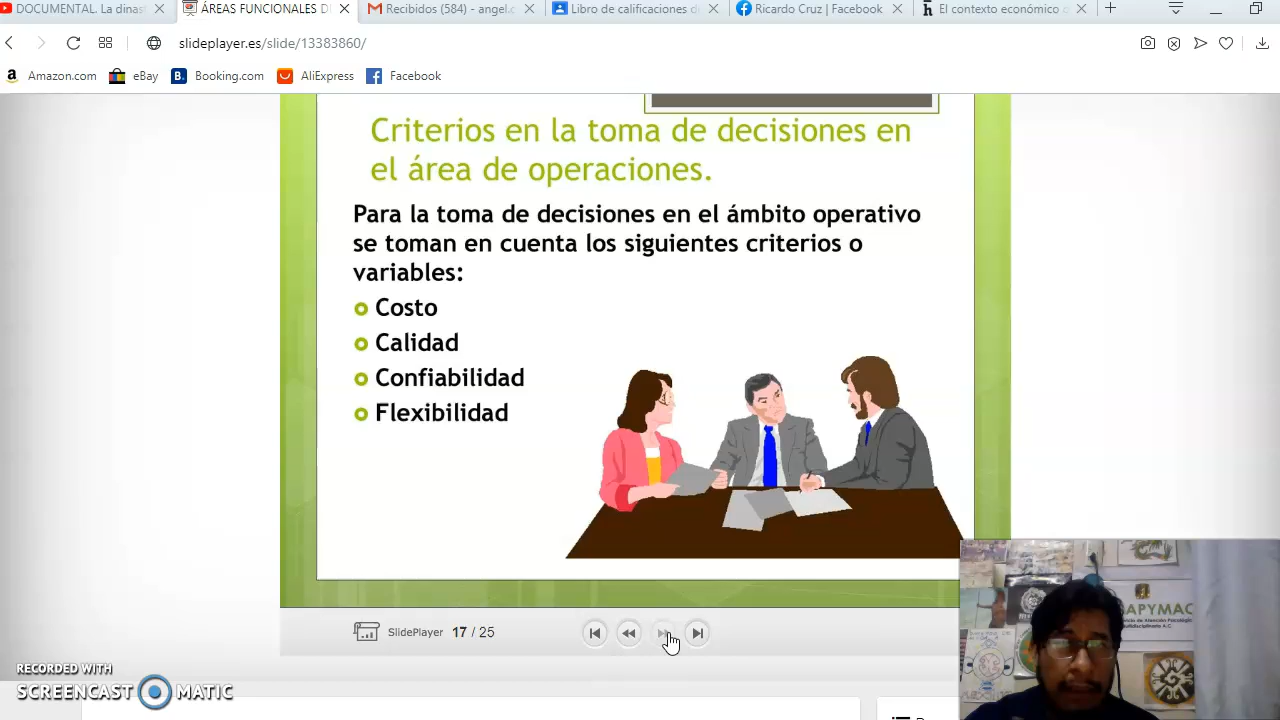 DOCUMENTAL. La dinast
ÁREAS FUNCIONALES D
Recibidos (584) - angel.c
Libro de calificaciones d
Ricardo Cruz | Facebook
El contexto económico o
slideplayer.es/slide/13383860/
Amazon.com
eBay
Booking.com
AliExpress
Facebook
Criterios en la toma de decisiones en
el área de operaciones.
Para la toma de decisiones en el ámbito operativo
se toman en cuenta los siguientes criterios o
variables:
Costo
Calidad
Confiabilidad
Flexibilidad
SlidePlayer 17 / 25
RECORDED WITH
SCREENCAST MATIC
APYMAC